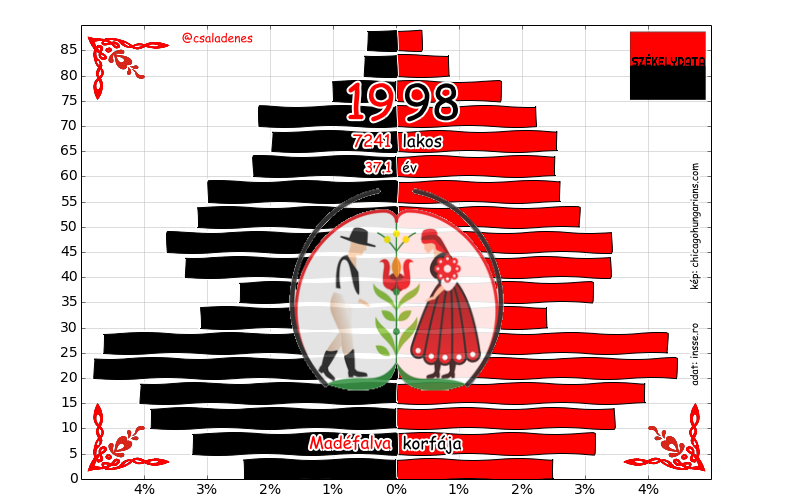 @csaladenes
SZÉKELYDATA
1998
7241 lakos
37.1 év
kép: chicagohungarians.com
adat: insse.ro
Madéfalva korfája
85
80
75
70
65
60
55
50
45
40
35
30
25
20
15
10
5
0
4% 3% 2% 1% 0% 1% 2% 3% 4%